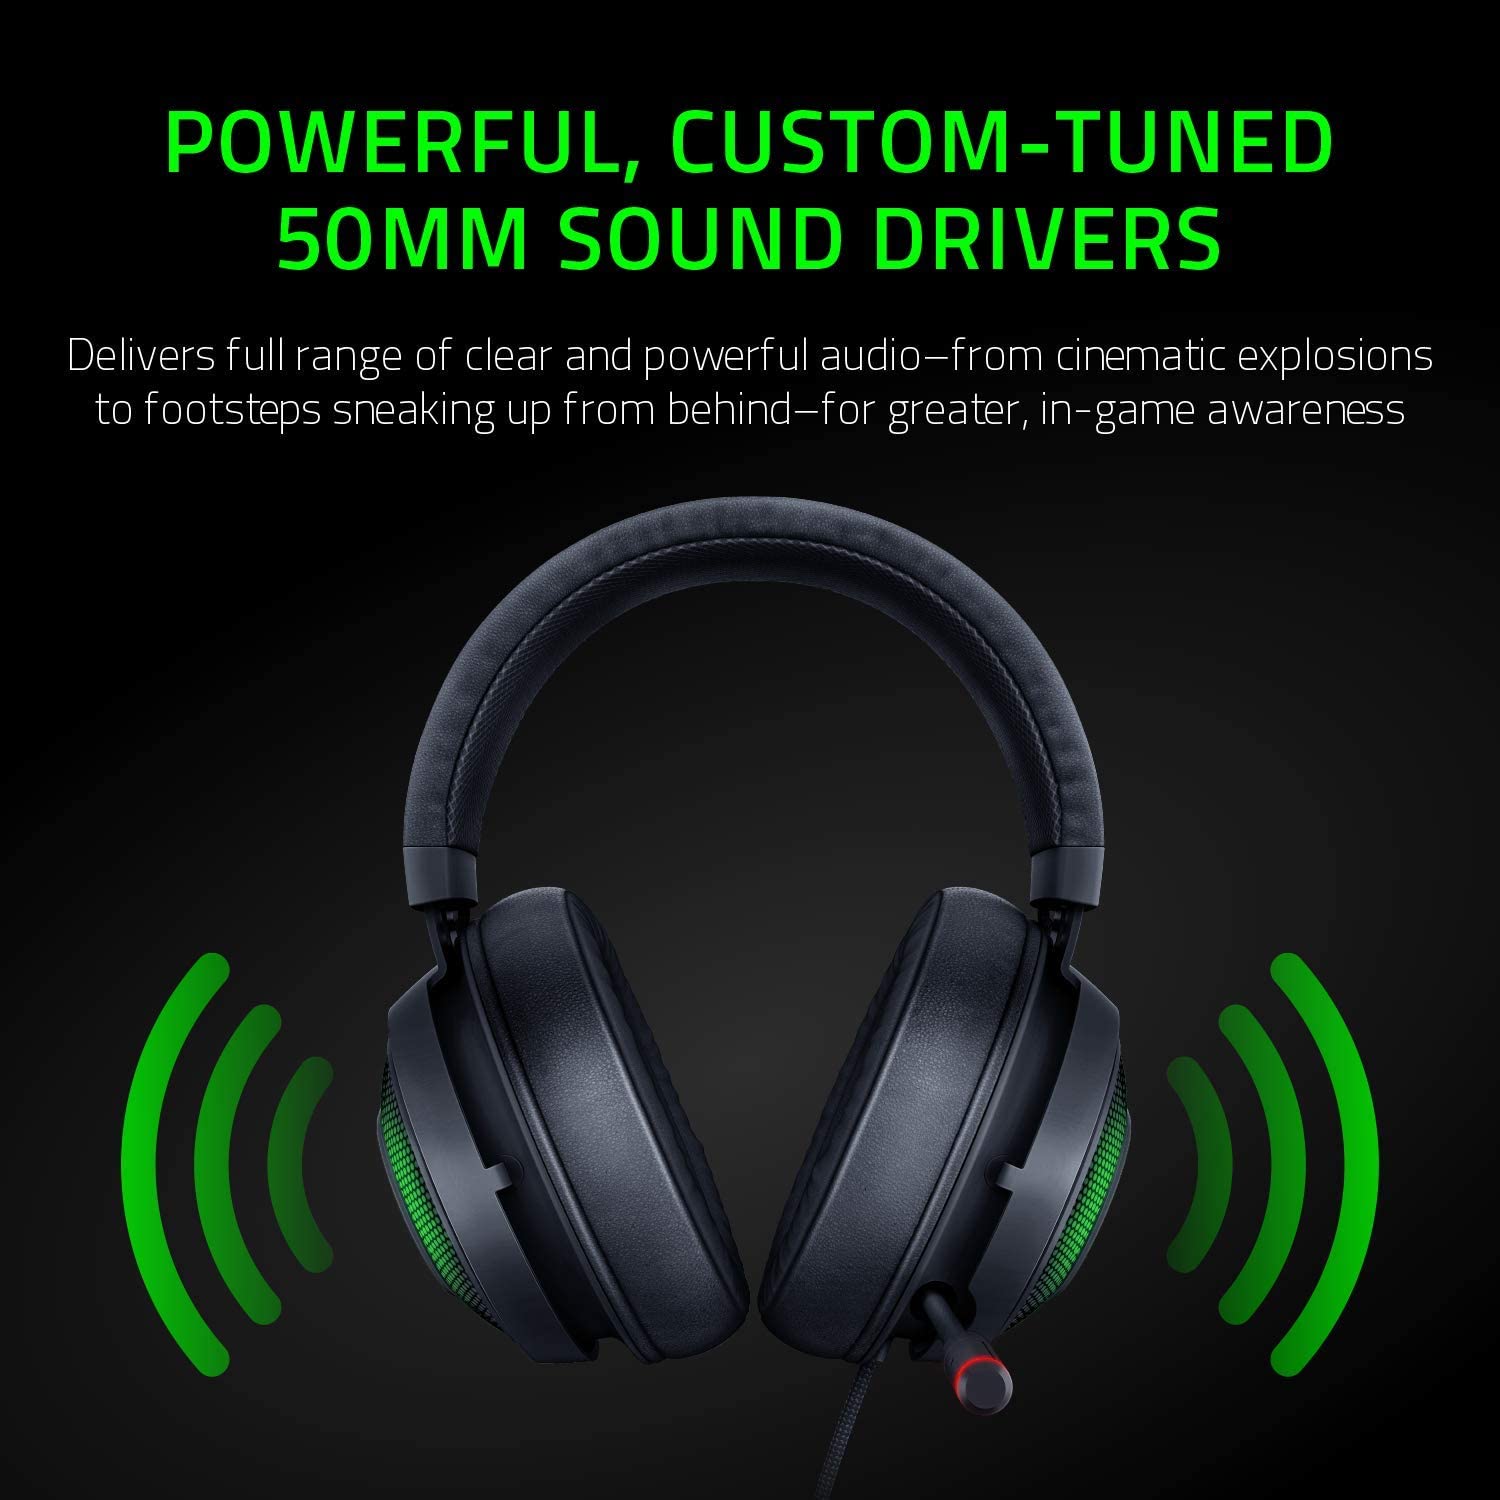 POWERFUL, CUSTOM-TUNED
50MM SOUND DRIVERS
Delivers full range of clear and powerful audio–from cinematic explosions
to footsteps sneaking up from behind–for greater, in-game awareness